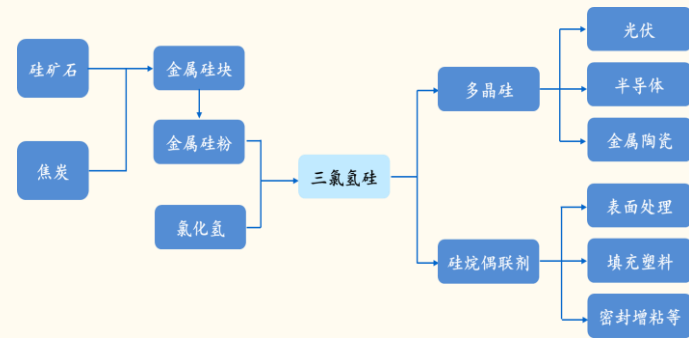 硅矿石
焦炭
金属硅块
金属硅粉
氯化氢
三氯氢硅
多晶硅
硅烷偶联剂
光伏
半导体
金属陶瓷
表面处理
填充塑料
密封增粘等